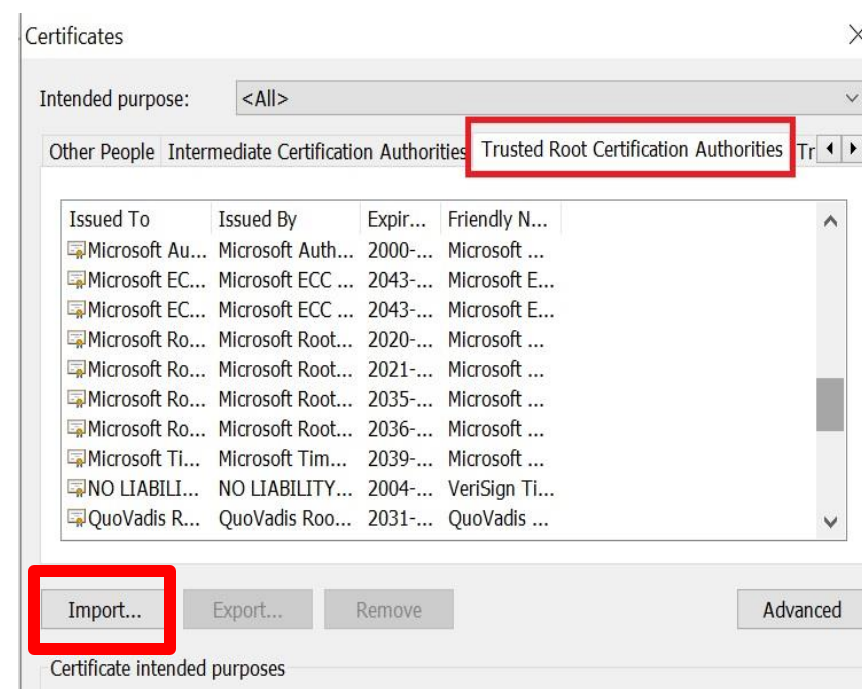 Certificates
Intended purpose: <All>
Other People Intermediate Certification Authorities Trusted Root Certification Authorities Tr
Issued To Issued By Expir... Friendly N...
Microsoft Au... Microsoft Auth... 2000-... Microsoft ...
Microsoft EC... Microsoft ECC ... 2043-... Microsoft E...
Microsoft EC... Microsoft ECC ... 2043-... Microsoft E...
Microsoft Ro... Microsoft Root... 2020-... Microsoft ...
Microsoft Ro... Microsoft Root... 2021-... Microsoft ...
Microsoft Ro... Microsoft Root... 2035-... Microsoft ...
Microsoft Ro... Microsoft Root... 2036-... Microsoft ...
Microsoft Ti... Microsoft Tim... 2039-... Microsoft ...
NO LIABILI... NO LIABILITY... 2004-... VeriSign Ti...
QuoVadis R... QuoVadis Roo... 2031-... QuoVadis ...
Import... Export... Remove Advanced
Certificate intended purposes